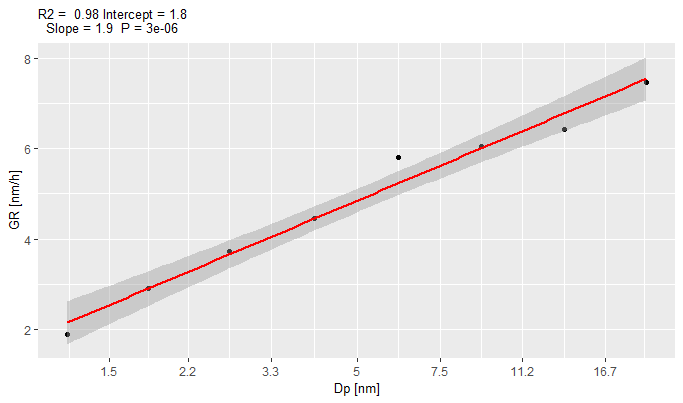 R2 =  0.98 Intercept = 1.8
Slope = 1.9  P = 3e-06
8
6
4
2
GR [nm/h]
1.5 2.2 3.3 5 7.5 11.2 16.7
Dp [nm]